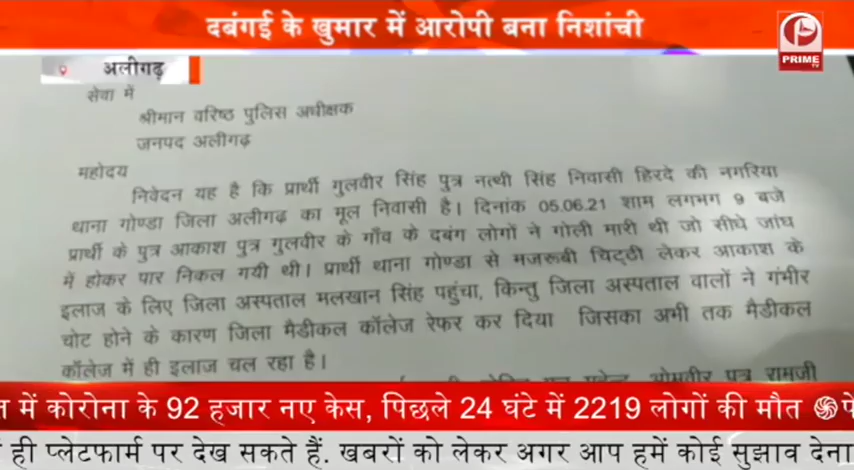 दबंगई के खुमार में आरोपी बना निशांची
PRIME TV
अलीगढ़
सेवा में
श्रीमान वरिष्ठ पुलिस अधीक्षक
जनपद अलीगढ़
महोदय
निवेदन यह है कि प्रार्थी गुलवीर सिंह पुत्र नत्थी सिंह निवासी हिरदे की नगरिया
थाना गोण्डा जिला अलीगढ़ का मूल निवासी है। दिनांक 05.06.21 शाम लगभग 9 बजे
प्रार्थी के पुत्र आकाश पुत्र गुलवीर के गाँव के दबंग लोगों ने गोली मारी थी जो सीधे जांघ
में होकर पार निकल गयी थी। प्रार्थी थाना गोण्डा से मजरूबी चिट्ठी लेकर आकाश के
इलाज के लिए जिला अस्पताल मलखान सिंह पहुंचा, किन्तु जिला अस्पताल वालों ने गंभीर
चोट होने के कारण जिला मैडीकल कॉलेज रेफर कर दिया जिसका अभी तक मैडीकल
कॉलेज में ही इलाज चल रहा है।
ओमवीर पुत्र रामजी
में कोरोना के 92 हजार नए केस, पिछले 24 घंटे में 2219 लोगों की मौत
ही प्लेटफार्म पर देख सकते हैं. खबरों को लेकर अगर आप हमें कोई सुझाव देना